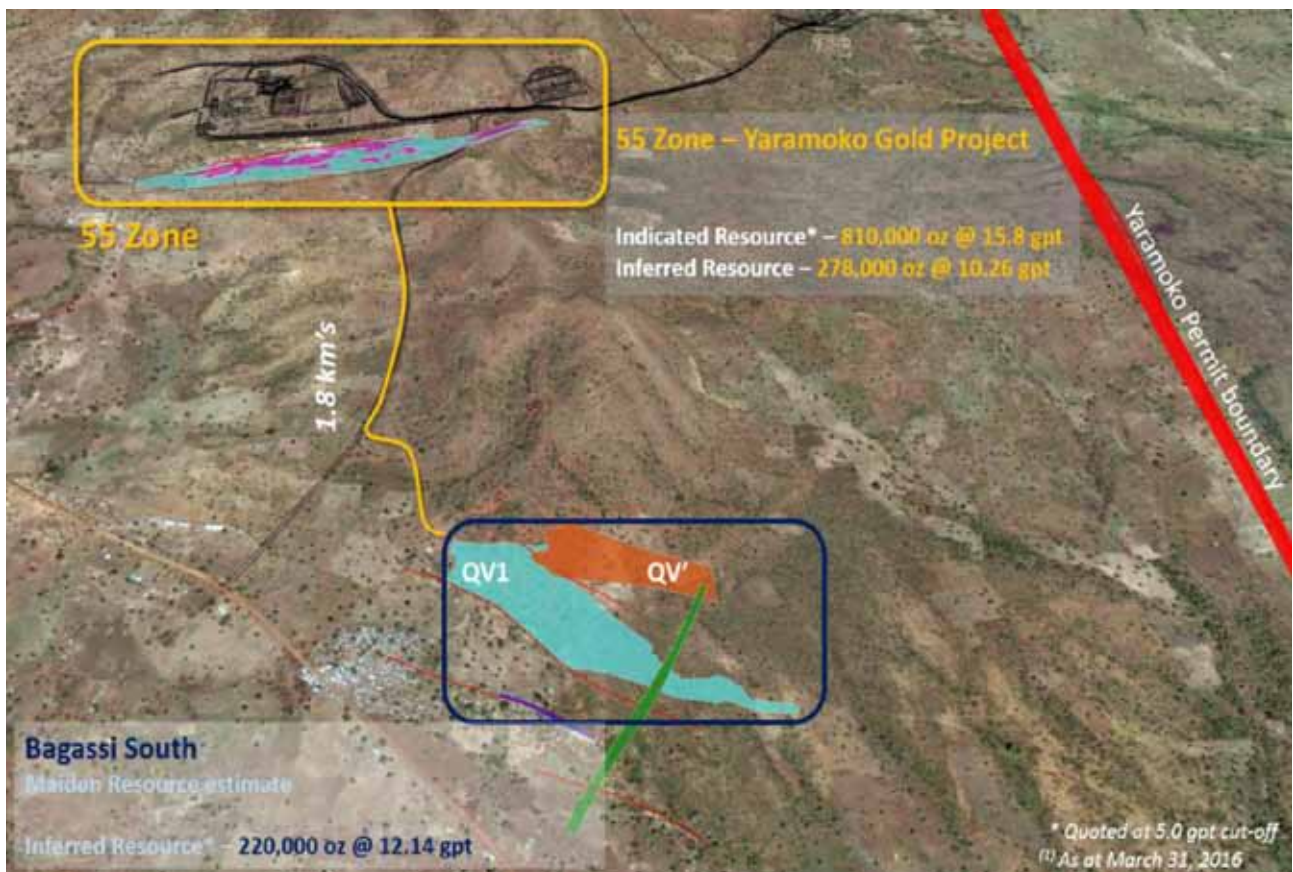 55 Zone – Yaramoko Gold Project
Indicated Resource* – 810,000 oz @ 15.8 gpt
Inferred Resource – 278,000 oz @ 10.26 gpt
55 Zone
Yaramoko Permit boundary
1.8 km's
QV1
QV'
Bagassi South
Maiden Resource estimate
Inferred Resource* – 220,000 oz @ 12.14 gpt
* Quoted at 5.0 gpt cut-off
(1) As at March 31, 2016